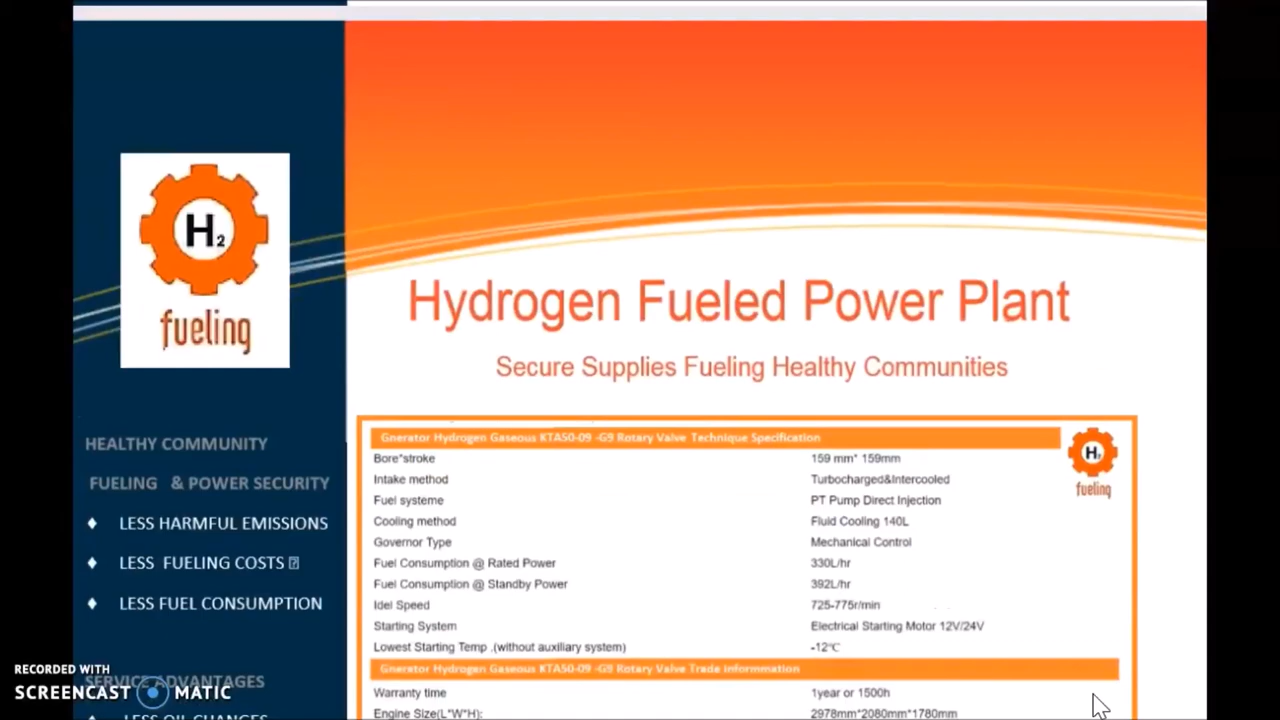 H2
fueling
HEALTHY COMMUNITY
FUELING & POWER SECURITY
♦ LESS HARMFUL EMISSIONS
♦ LESS FUELING COSTS
♦ LESS FUEL CONSUMPTION
SERVICE ADVANTAGES
♦ LESS OIL CHANGES
RECORDED WITH
SCREENCAST MATIC
Hydrogen Fueled Power Plant
Secure Supplies Fueling Healthy Communities
Gnerator Hydrogen Gaseous KTA50-09 -G9 Rotary Valve Technique Specification
H2
fueling
Bore*stroke 159 mm* 159mm
Intake method Turbocharged&Intercooled
Fuel systeme PT Pump Direct Injection
Cooling method Fluid Cooling 140L
Governor Type Mechanical Control
Fuel Consumption @ Rated Power 330L/hr
Fuel Consumption @ Standby Power 392L/hr
Idel Speed 725-775r/min
Starting System Electrical Starting Motor 12V/24V
Lowest Starting Temp .(without auxiliary system) -12℃
Gnerator Hydrogen Gaseous KTA50-09 -G9 Rotary Valve Trade Informmation
Warranty time 1year or 1500h
Engine Size(L*W*H): 2978mm*2080mm*1780mm